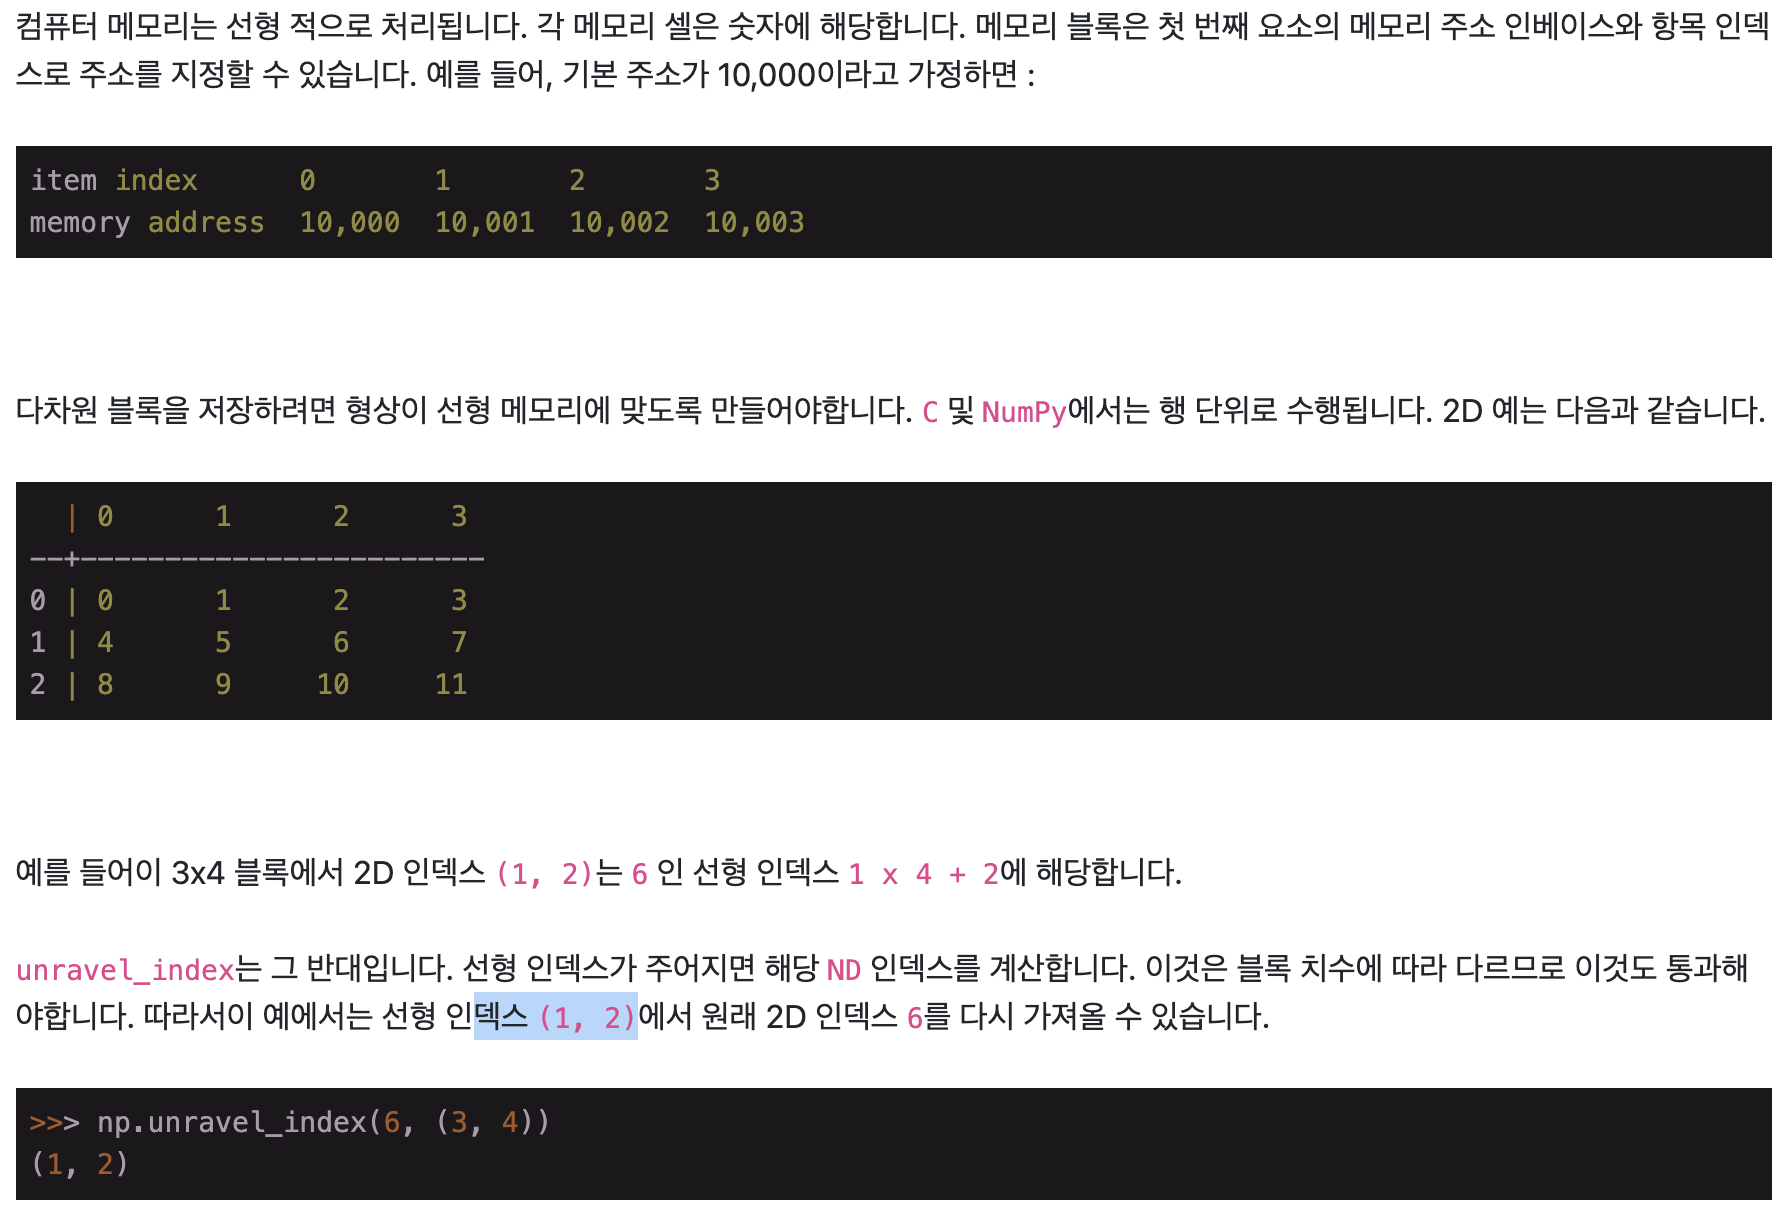 컴퓨터 메모리는 선형 적으로 처리됩니다. 각 메모리 셀은 숫자에 해당합니다. 메모리 블록은 첫 번째 요소의 메모리 주소 인베이스와 항목 인덱
스로 주소를 지정할 수 있습니다. 예를 들어, 기본 주소가 10,000이라고 가정하면 :
item index      0       1       2       3
memory address  10,000  10,001  10,002  10,003
다차원 블록을 저장하려면 형상이 선형 메모리에 맞도록 만들어야합니다. C 및 NumPy에서는 행 단위로 수행됩니다. 2D 예는 다음과 같습니다.
  | 0      1      2      3
--+------------------------
0 | 0      1      2      3
1 | 4      5      6      7
2 | 8      9     10     11
예를 들어이 3x4 블록에서 2D 인덱스 (1, 2)는 6 인 선형 인덱스 1 x 4 + 2에 해당합니다.
unravel_index는 그 반대입니다. 선형 인덱스가 주어지면 해당 ND 인덱스를 계산합니다. 이것은 블록 치수에 따라 다르므로 이것도 통과해
야합니다. 따라서이 예에서는 선형 인덱스 (1, 2)에서 원래 2D 인덱스 6를 다시 가져올 수 있습니다.
>>> np.unravel_index(6, (3, 4))
(1, 2)